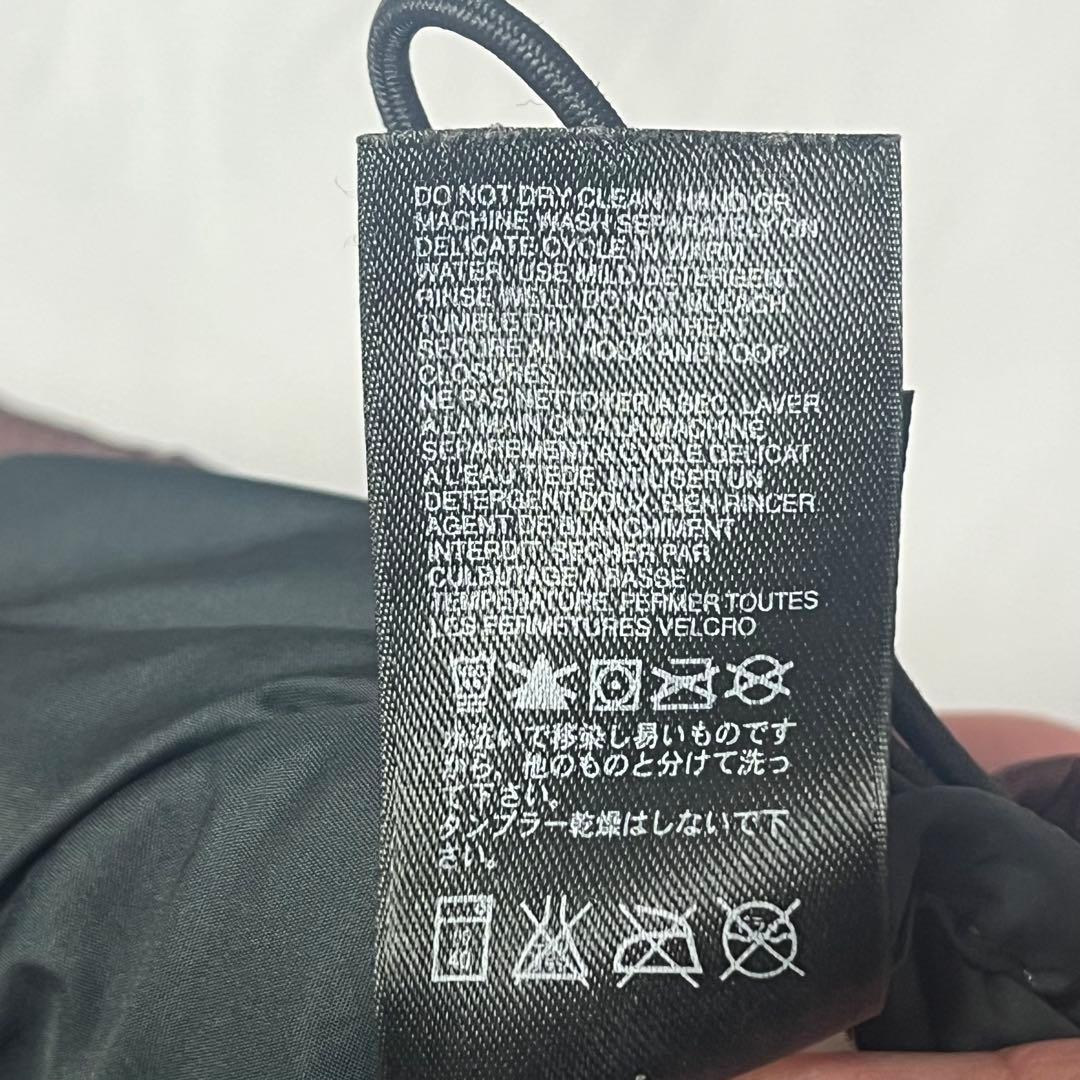 DO NOT DRY CLEAN. HAND OR
MACHINE WASH SEPARATELY ON
DELICATE CYCLE IN WARM
WATER. USE MILD DETERGENT
RINSE WELL. DO NOT BLEACH
TUMBLE DRY AT LOW HEAT
SECURE ALL HOOK AND LOOP
CLOSURES
NE PAS NETTOYER A SEC. LAVER
A LA MAIN OU A LA MACHINE
SEPAREMENT A CYCLE DELICAT
A L'EAU TIEDE. UTILISER UN
DETERGENT DOUX. BIEN RINCER
AGENT DE BLANCHIMENT
INTERDIT. SECHER PAR
CULBUTAGE A BASSE
TEMPERATURE. FERMER TOUTES
LES FERMETURES VELCRO
水洗いで移染し易いものです
から、他のものと分けて洗っ
て下さい。
タンブラー乾燥はしないで下
さい。
40